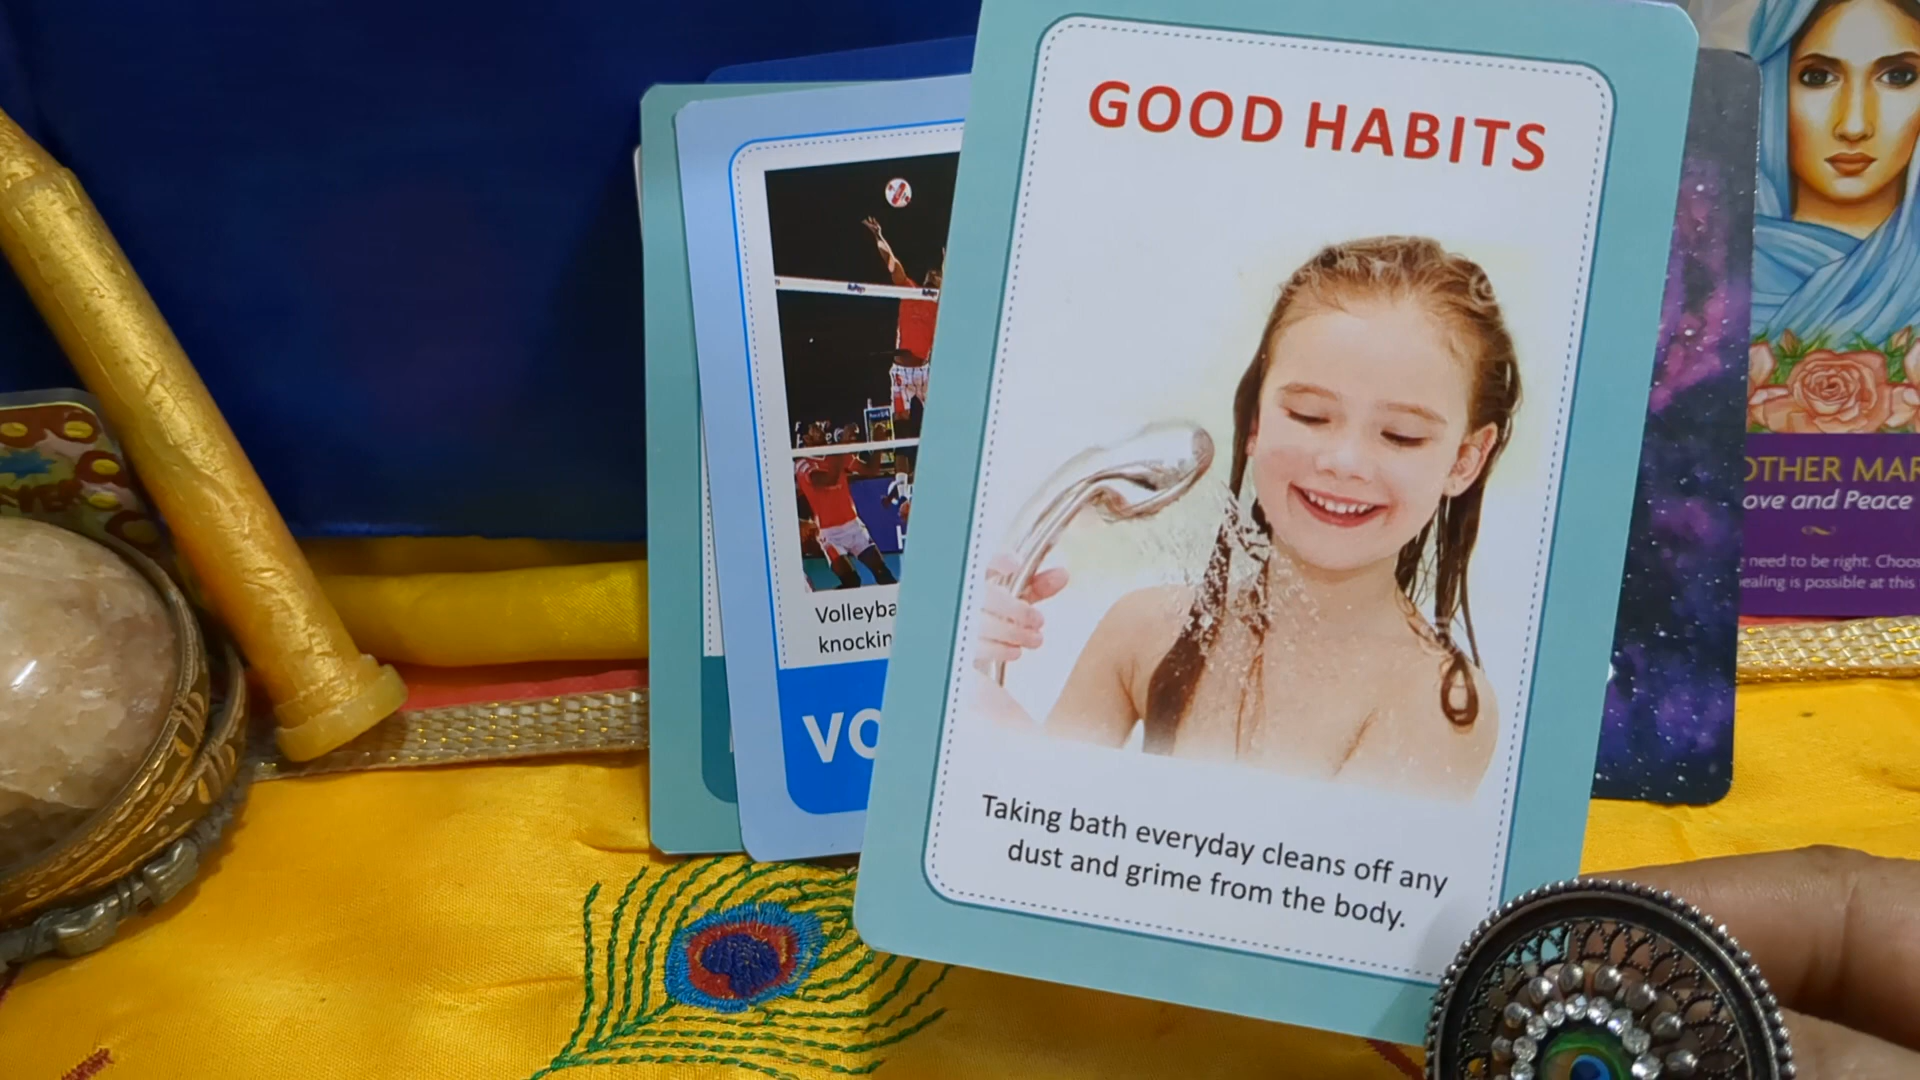 GOOD HABITS
Taking bath everyday cleans off any
dust and grime from the body.
knockin
VO
OTHER MAR
ove and Peace
need to be right. Choos
ealing is possible at this